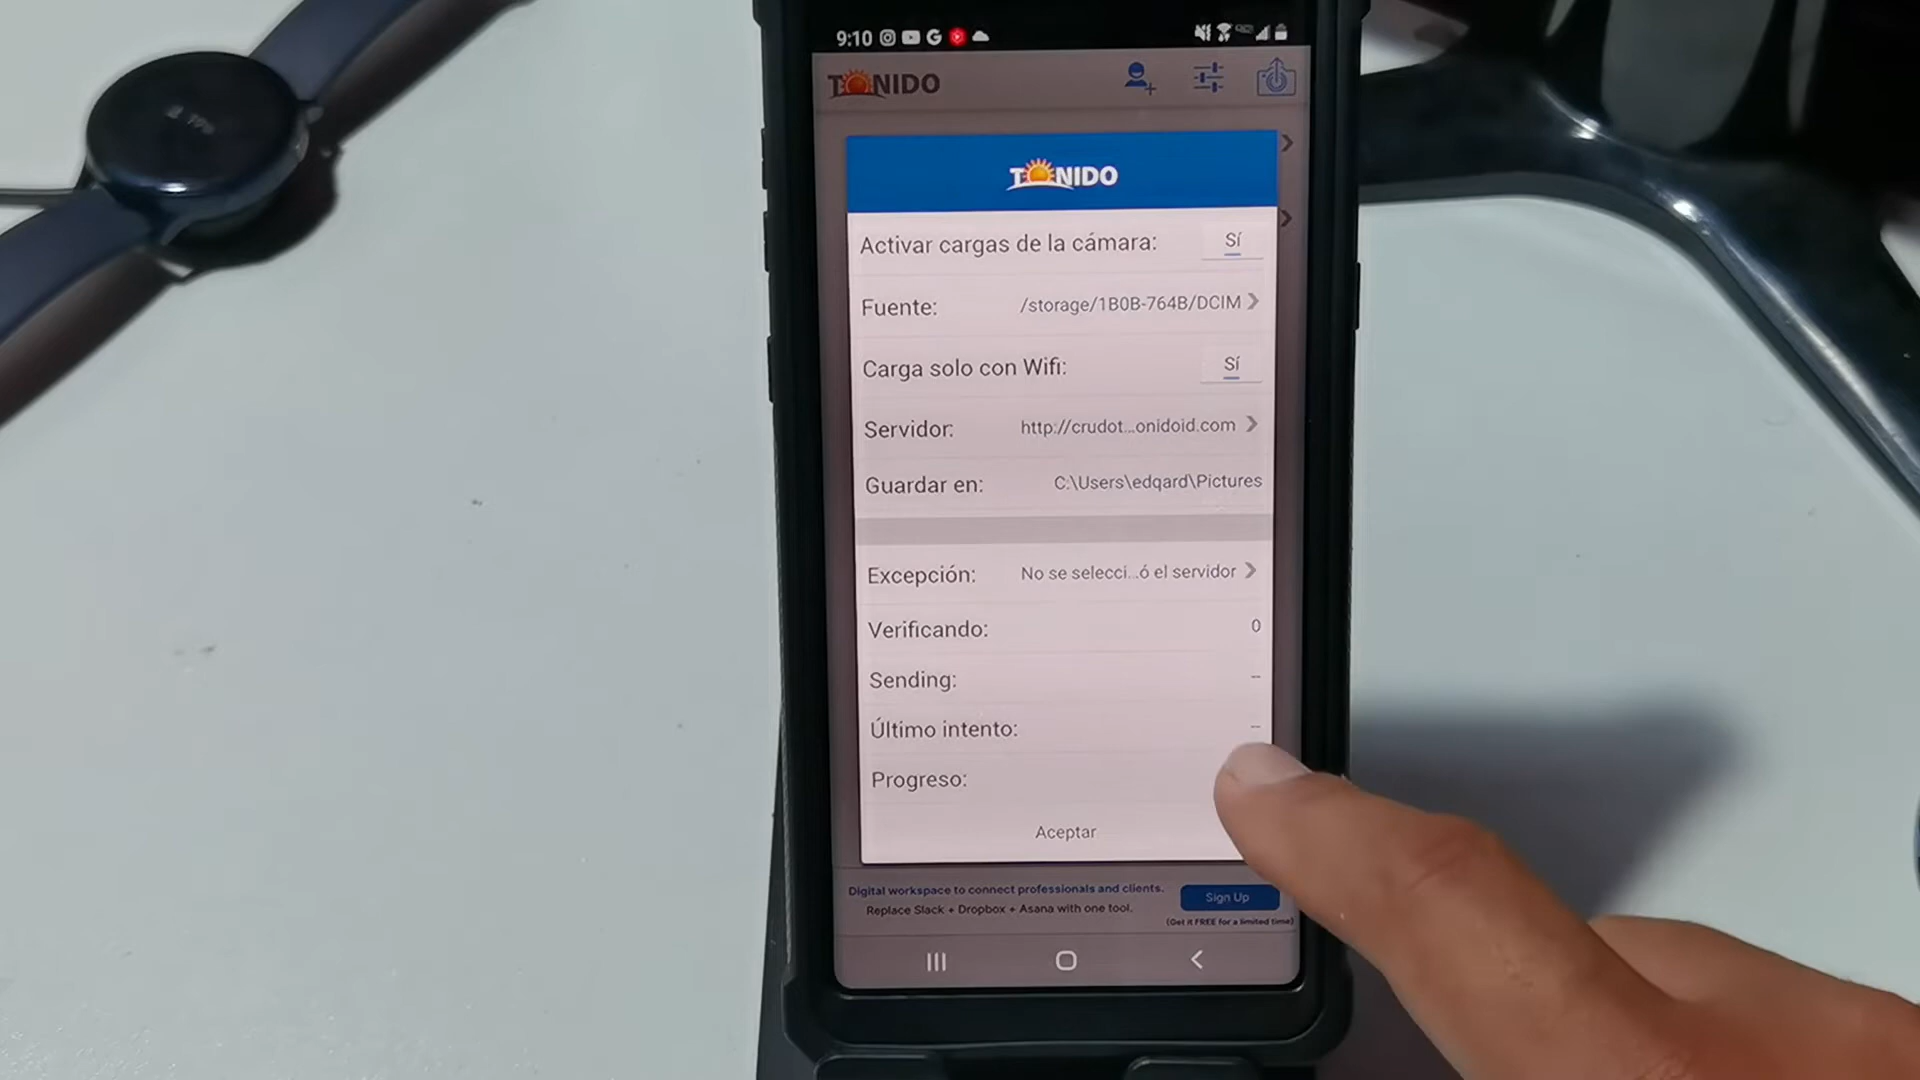 9:10
TONIDO
TONIDO
Activar cargas de la cámara: Sí
Fuente: /storage/1B0B-764B/DCIM
Carga solo con Wifi: Sí
Servidor: http://crudot...onidoid.com
Guardar en: C:\Users\edqard\Pictures
Excepción: No se selecci...ó el servidor
Verificando: 0
Sending: --
Último intento: --
Progreso:
Aceptar
Digital workspace to connect professionals and clients.
Replace Slack + Dropbox + Asana with one tool.
Sign Up
(Get it FREE for a limited time)